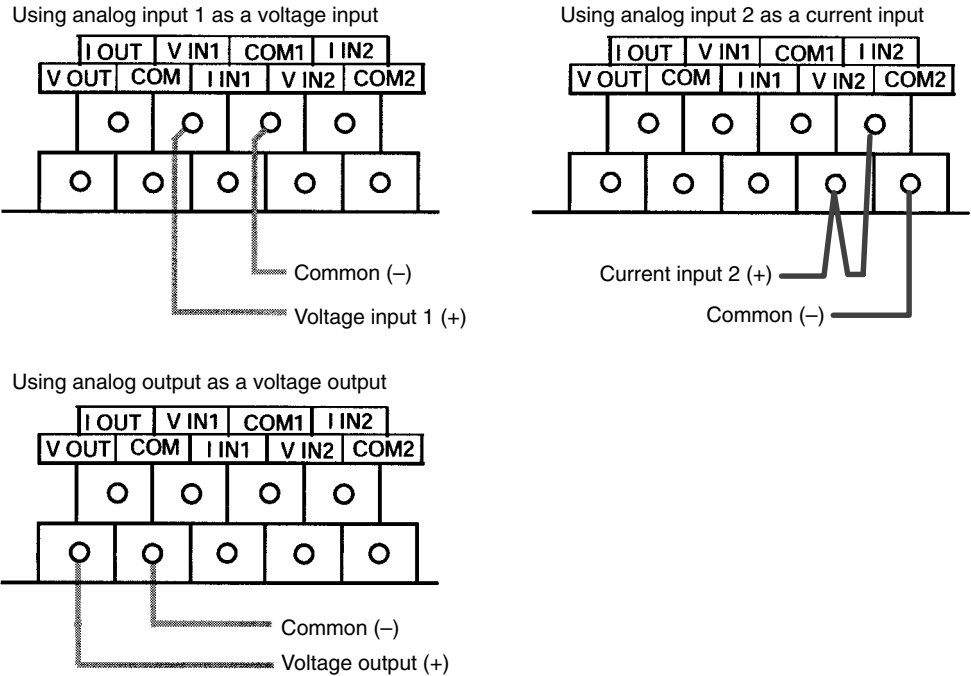 Using analog input 1 as a voltage input
I OUT V IN1 COM1 I IN2
V OUT COM I IN1 V IN2 COM2
Common (–)
Voltage input 1 (+)
Using analog input 2 as a current input
I OUT V IN1 COM1 I IN2
V OUT COM I IN1 V IN2 COM2
Current input 2 (+)
Common (–)
Using analog output as a voltage output
I OUT V IN1 COM1 I IN2
V OUT COM I IN1 V IN2 COM2
Common (–)
Voltage output (+)